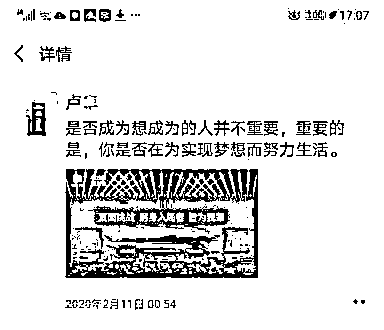 17:07
详情
卢
是否成为想成为的人并不重要，重要的
是，你是否在为实现梦想而努力生活。
2020年2月11日 00:54